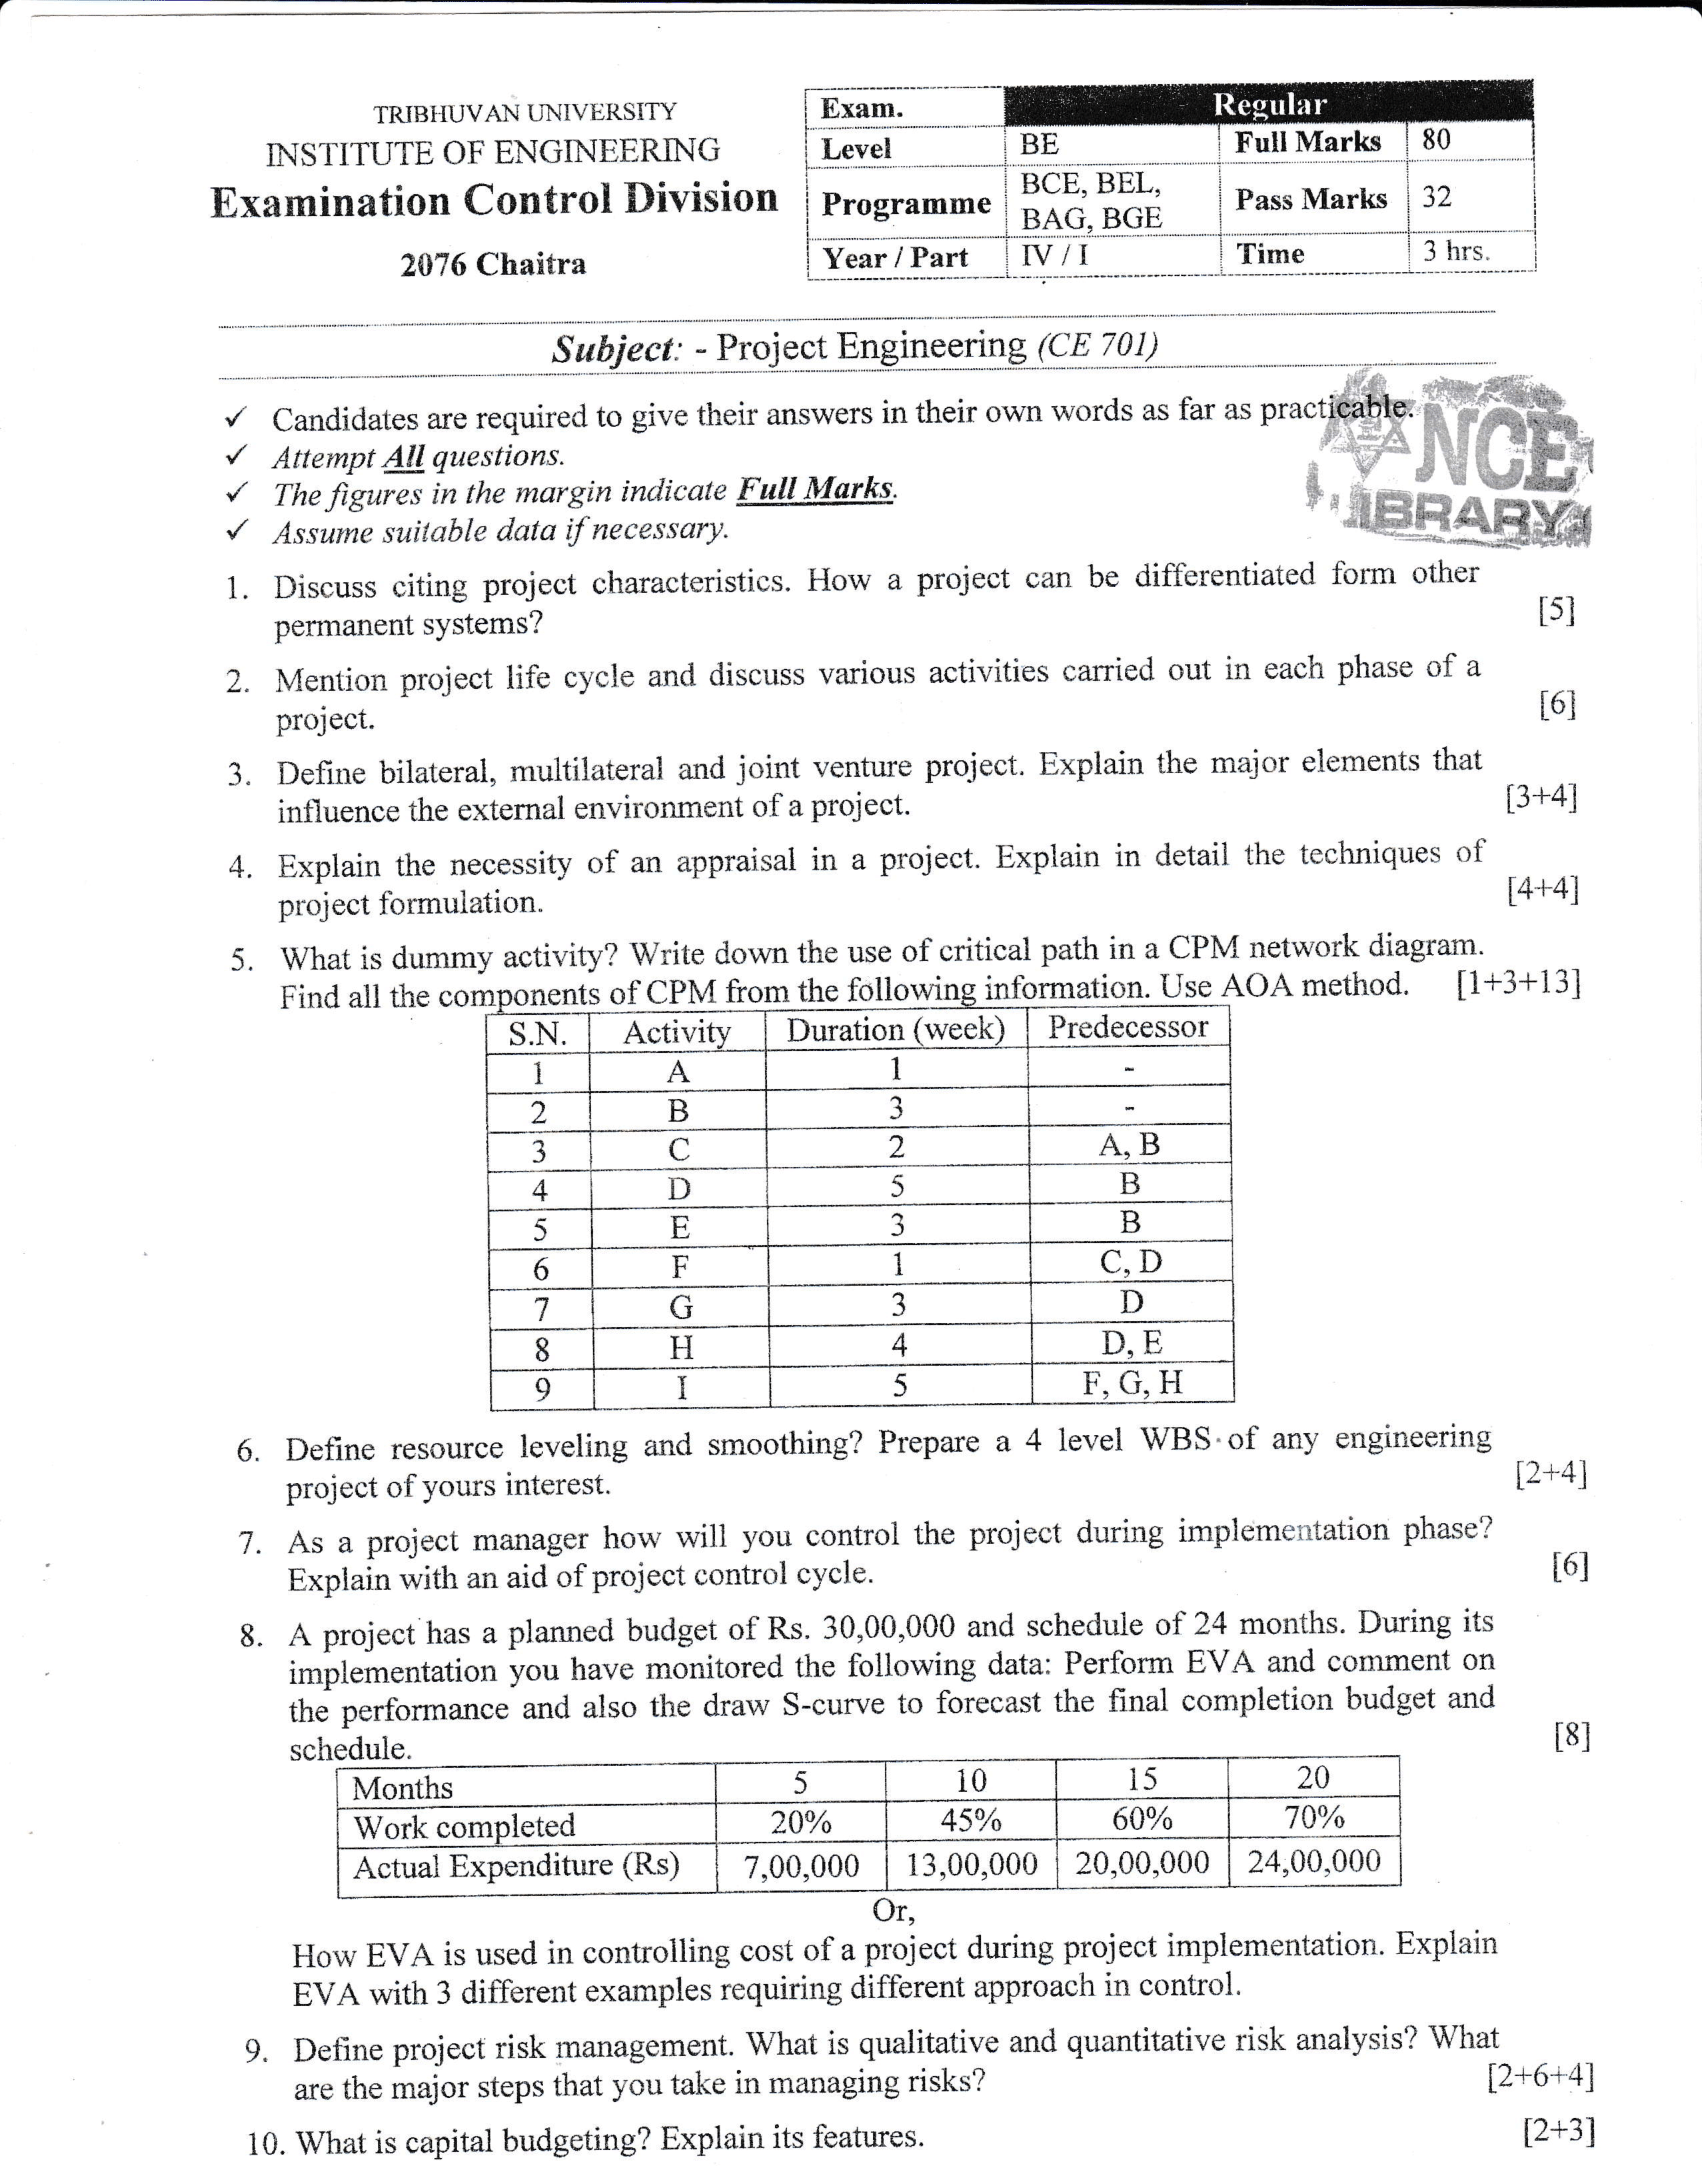 TRIBHUVAN UNIVERSITY
INSTITUTE OF ENGINEERING
Examination Control Division
2076 Chaitra
Exam. Regular
Level BE Full Marks 80
Programme BCE, BEL, BAG, BGE Pass Marks 32
Year / Part IV / I Time 3 hrs.
Subject: - Project Engineering (CE 701)
✓ Candidates are required to give their answers in their own words as far as practicable.
✓ Attempt All questions.
✓ The figures in the margin indicate Full Marks.
✓ Assume suitable data if necessary.
NCE
LIBRARY
1. Discuss citing project characteristics. How a project can be differentiated form other
permanent systems? [5]
2. Mention project life cycle and discuss various activities carried out in each phase of a
project. [6]
3. Define bilateral, multilateral and joint venture project. Explain the major elements that
influence the external environment of a project. [3+4]
4. Explain the necessity of an appraisal in a project. Explain in detail the techniques of
project formulation. [4+4]
5. What is dummy activity? Write down the use of critical path in a CPM network diagram.
Find all the components of CPM from the following information. Use AOA method. [1+3+13]
S.N. Activity Duration (week) Predecessor
1 A 1 -
2 B 3 -
3 C 2 A, B
4 D 5 B
5 E 3 B
6 F 1 C, D
7 G 3 D
8 H 4 D, E
9 I 5 F, G, H
6. Define resource leveling and smoothing? Prepare a 4 level WBS of any engineering
project of yours interest. [2+4]
7. As a project manager how will you control the project during implementation phase?
Explain with an aid of project control cycle. [6]
8. A project has a planned budget of Rs. 30,00,000 and schedule of 24 months. During its
implementation you have monitored the following data: Perform EVA and comment on
the performance and also the draw S-curve to forecast the final completion budget and
schedule. [8]
Months 5 10 15 20
Work completed 20% 45% 60% 70%
Actual Expenditure (Rs) 7,00,000 13,00,000 20,00,000 24,00,000
Or,
How EVA is used in controlling cost of a project during project implementation. Explain
EVA with 3 different examples requiring different approach in control.
9. Define project risk management. What is qualitative and quantitative risk analysis? What
are the major steps that you take in managing risks? [2+6+4]
10. What is capital budgeting? Explain its features. [2+3]